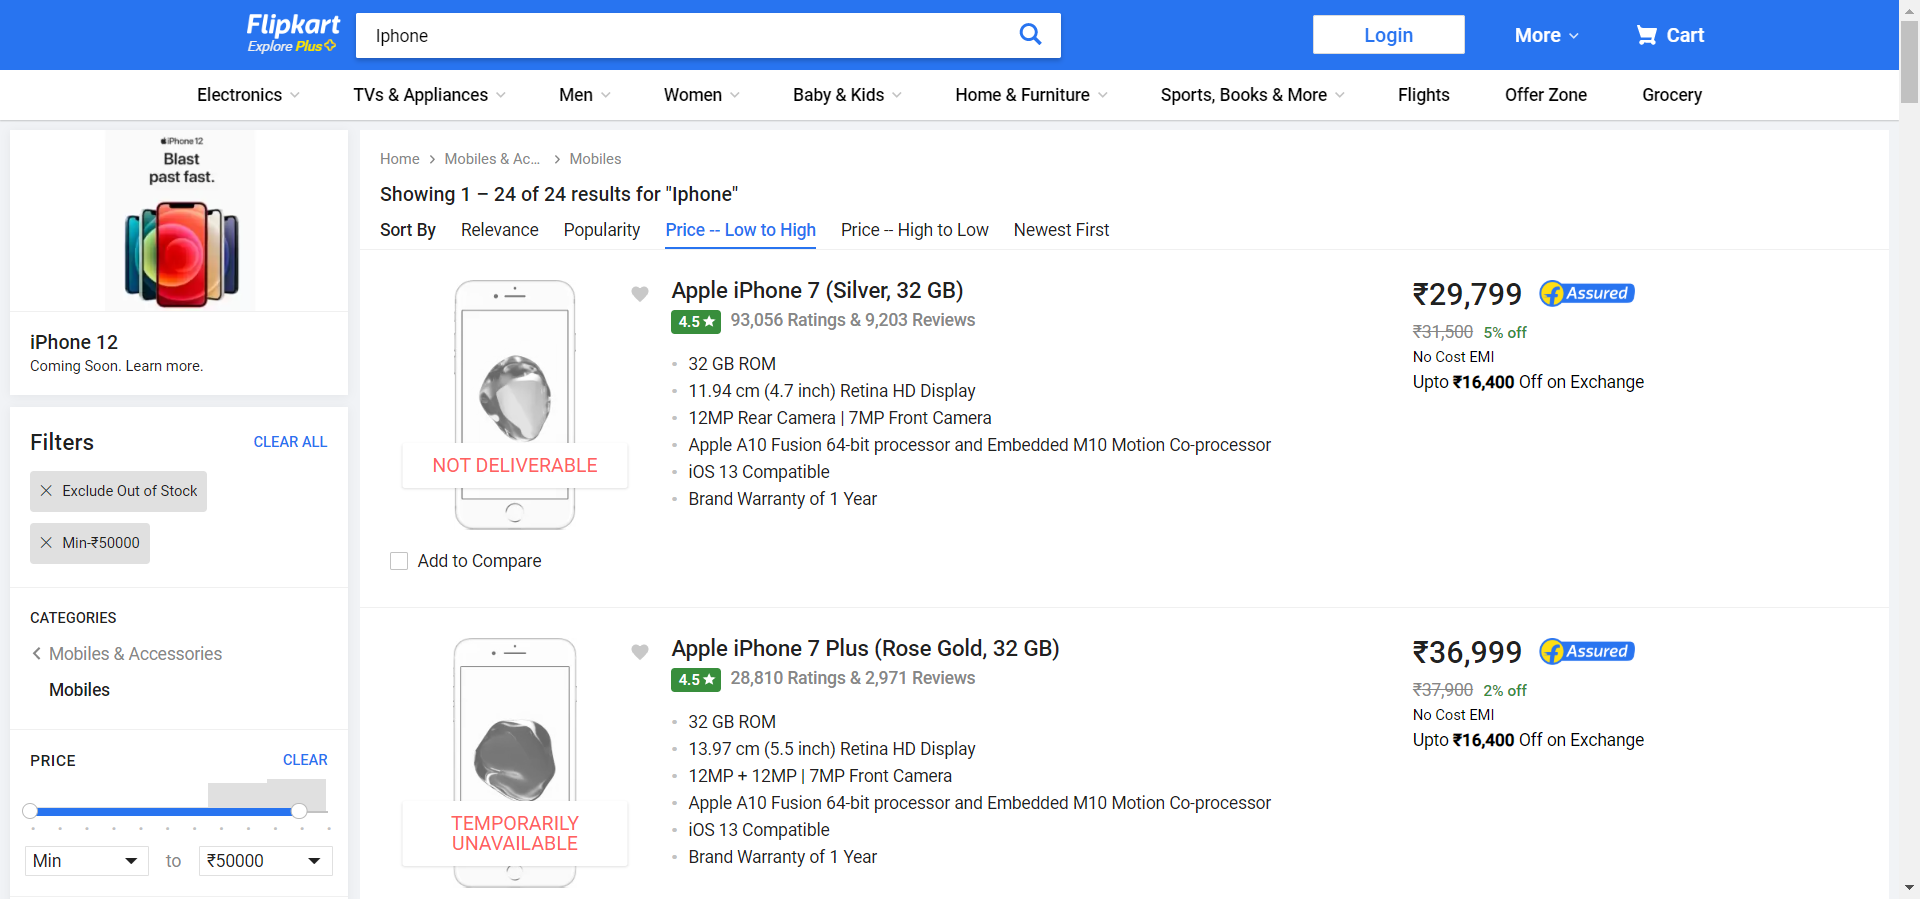 Flipkart
Explore Plus
Iphone
Login
More
Cart
Electronics
TVs & Appliances
Men
Women
Baby & Kids
Home & Furniture
Sports, Books & More
Flights
Offer Zone
Grocery
iPhone 12
Blast
past fast.
iPhone 12
Coming Soon. Learn more.
Filters
CLEAR ALL
Exclude Out of Stock
Min-₹50000
CATEGORIES
Mobiles & Accessories
Mobiles
PRICE
CLEAR
Min
to
₹50000
Home
Mobiles & Ac...
Mobiles
Showing 1 – 24 of 24 results for "Iphone"
Sort By
Relevance
Popularity
Price -- Low to High
Price -- High to Low
Newest First
NOT DELIVERABLE
Add to Compare
Apple iPhone 7 (Silver, 32 GB)
4.5 ★
93,056 Ratings & 9,203 Reviews
32 GB ROM
11.94 cm (4.7 inch) Retina HD Display
12MP Rear Camera | 7MP Front Camera
Apple A10 Fusion 64-bit processor and Embedded M10 Motion Co-processor
iOS 13 Compatible
Brand Warranty of 1 Year
₹29,799
Assured
₹31,500 5% off
No Cost EMI
Upto ₹16,400 Off on Exchange
TEMPORARILY
UNAVAILABLE
Apple iPhone 7 Plus (Rose Gold, 32 GB)
4.5 ★
28,810 Ratings & 2,971 Reviews
32 GB ROM
13.97 cm (5.5 inch) Retina HD Display
12MP + 12MP | 7MP Front Camera
Apple A10 Fusion 64-bit processor and Embedded M10 Motion Co-processor
iOS 13 Compatible
Brand Warranty of 1 Year
₹36,999
Assured
₹37,900 2% off
No Cost EMI
Upto ₹16,400 Off on Exchange